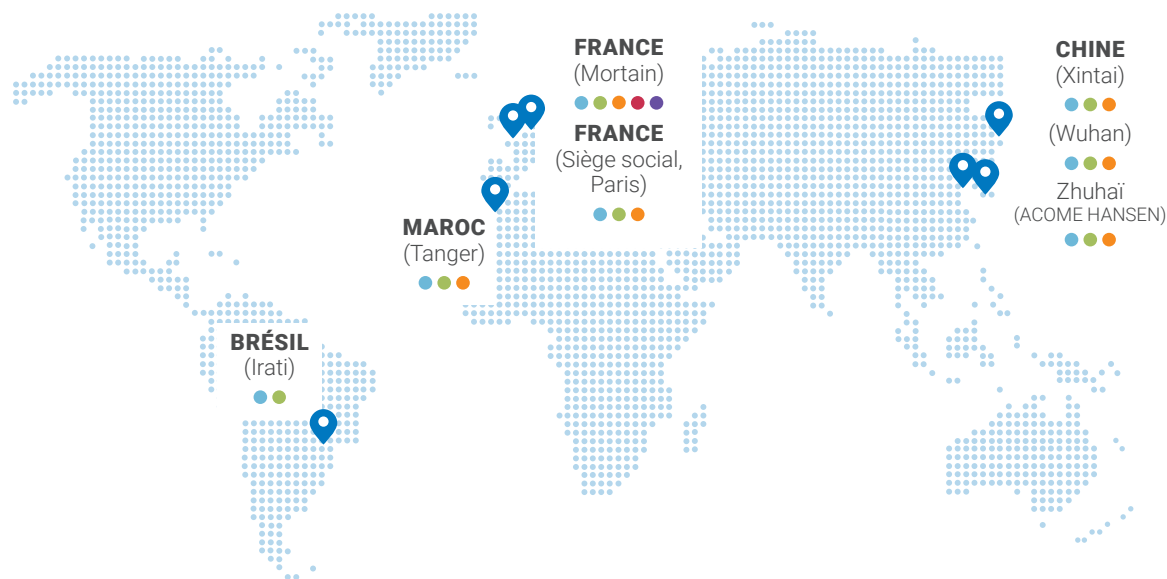 FRANCE
(Mortain)
FRANCE
(Siège social,
Paris)
MAROC
(Tanger)
BRÉSIL
(Irati)
CHINE
(Xintai)
(Wuhan)
Zhuhaï
(ACOME HANSEN)